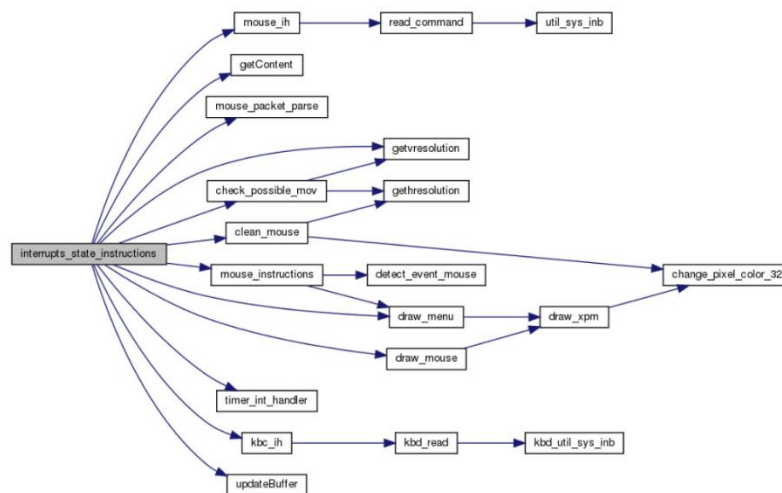 mouse_ih
read_command
util_sys_inb
getContent
mouse_packet_parse
getvresolution
check_possible_mov
gethresolution
clean_mouse
interrupts_state_instructions
mouse_instructions
detect_event_mouse
change_pixel_color_32
draw_menu
draw_xpm
draw_mouse
timer_int_handler
kbc_ih
kbd_read
kbd_util_sys_inb
updateBuffer